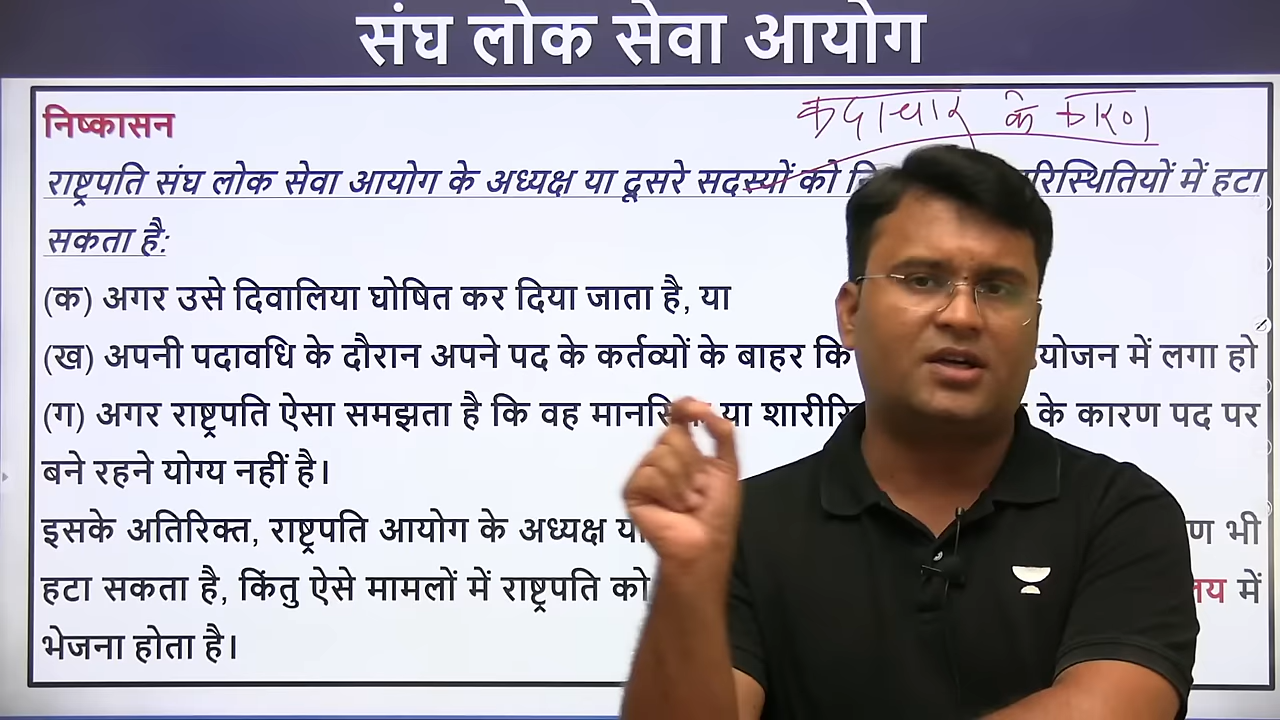 संघ लोक सेवा आयोग
कदाचार के कारण
निष्कासन
राष्ट्रपति संघ लोक सेवा आयोग के अध्यक्ष या दूसरे सदस्यों को रिस्थितियों में हटा
सकता है:
(क) अगर उसे दिवालिया घोषित कर दिया जाता है, या
(ख) अपनी पदावधि के दौरान अपने पद के कर्तव्यों के बाहर कि योजन में लगा हो
(ग) अगर राष्ट्रपति ऐसा समझता है कि वह या शारीरि के कारण पद पर
बने रहने योग्य नहीं है।
इसके अतिरिक्त, राष्ट्रपति आयोग के अध्यक्ष या ण भी
हटा सकता है, किंतु ऐसे मामलों में राष्ट्रपति को लय में
भेजना होता है।